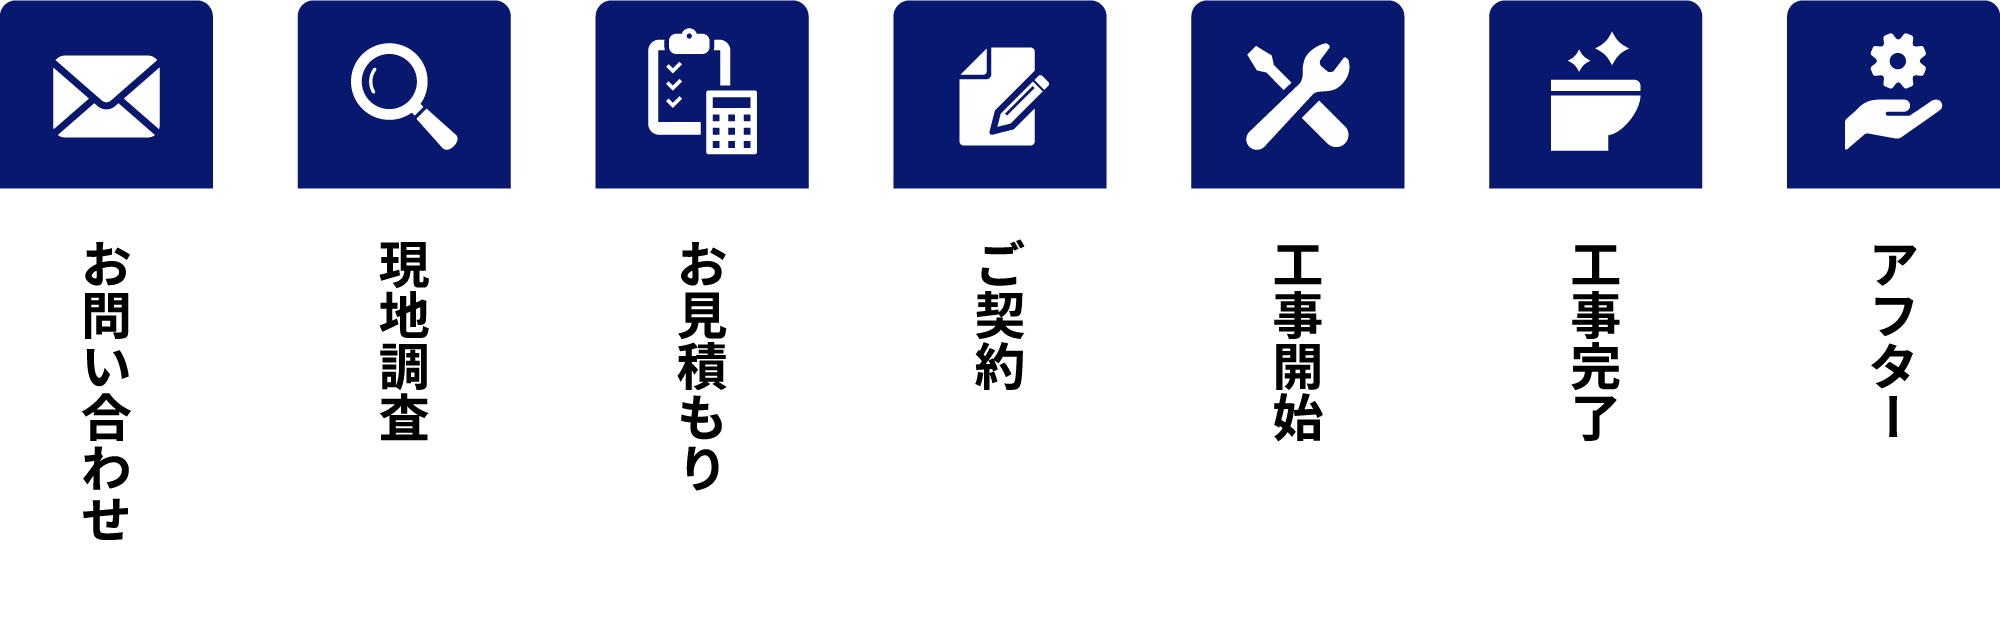 お問い合わせ
現地調査
お見積もり
ご契約
工事開始
工事完了
アフター